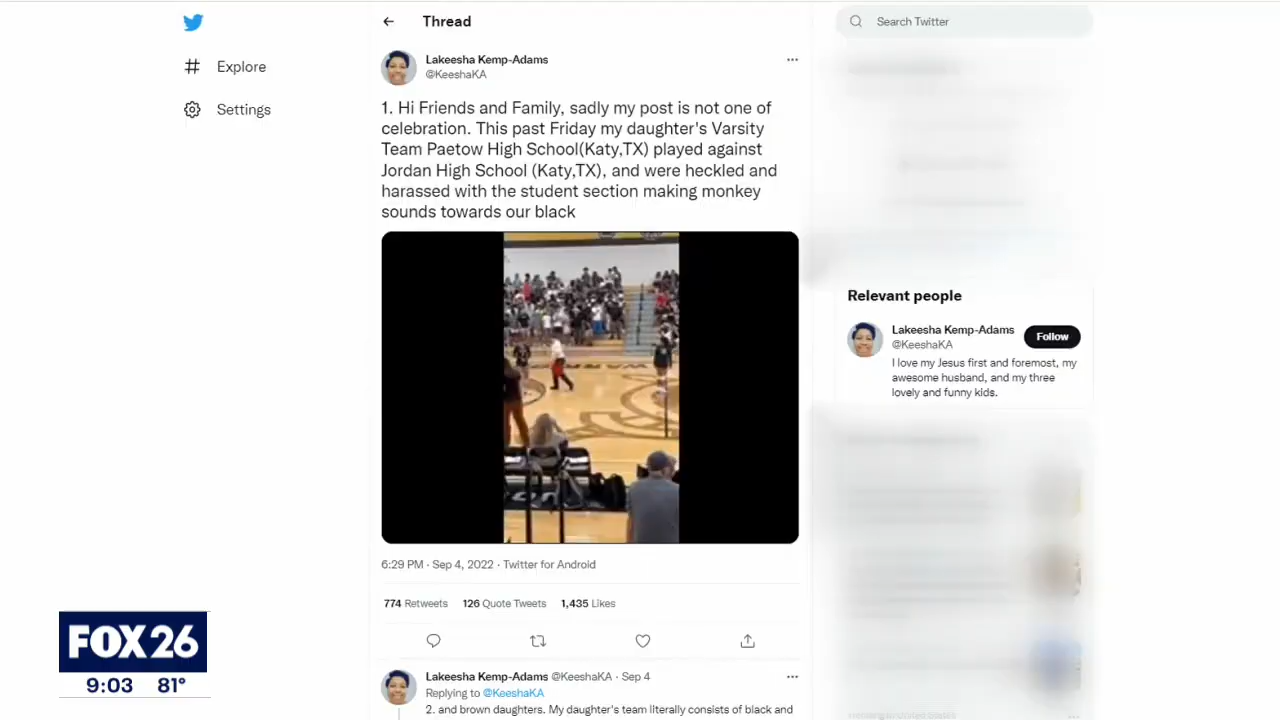 Thread
Search Twitter
Explore
Settings
Lakeesha Kemp-Adams
@KeeshaKA
1. Hi Friends and Family, sadly my post is not one of
celebration. This past Friday my daughter's Varsity
Team Paetow High School(Katy,TX) played against
Jordan High School (Katy,TX), and were heckled and
harassed with the student section making monkey
sounds towards our black
6:29 PM · Sep 4, 2022 · Twitter for Android
774 Retweets 126 Quote Tweets 1,435 Likes
Lakeesha Kemp-Adams @KeeshaKA · Sep 4
Replying to @KeeshaKA
2. and brown daughters. My daughter's team literally consists of black and
Relevant people
Lakeesha Kemp-Adams
@KeeshaKA
Follow
I love my Jesus first and foremost, my
awesome husband, and my three
lovely and funny kids.
FOX 26
9:03 81°